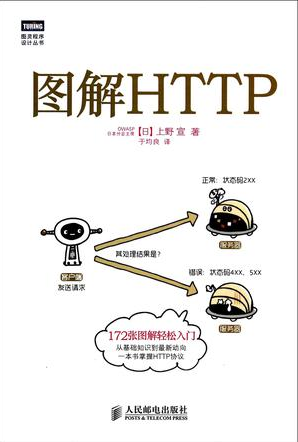 TURING
图灵程序
设计丛书
图解HTTP
OWASP
日本分会主席
【日】上野 宣 著
于均良 译
正常：状态码2XX
服务器
其处理结果是？
客户端
发送请求
错误：状态码4XX、5XX
服务器
172张图解轻松入门
从基础知识到最新动向
一本书掌握HTTP协议
人民邮电出版社
POSTS & TELECOM PRESS